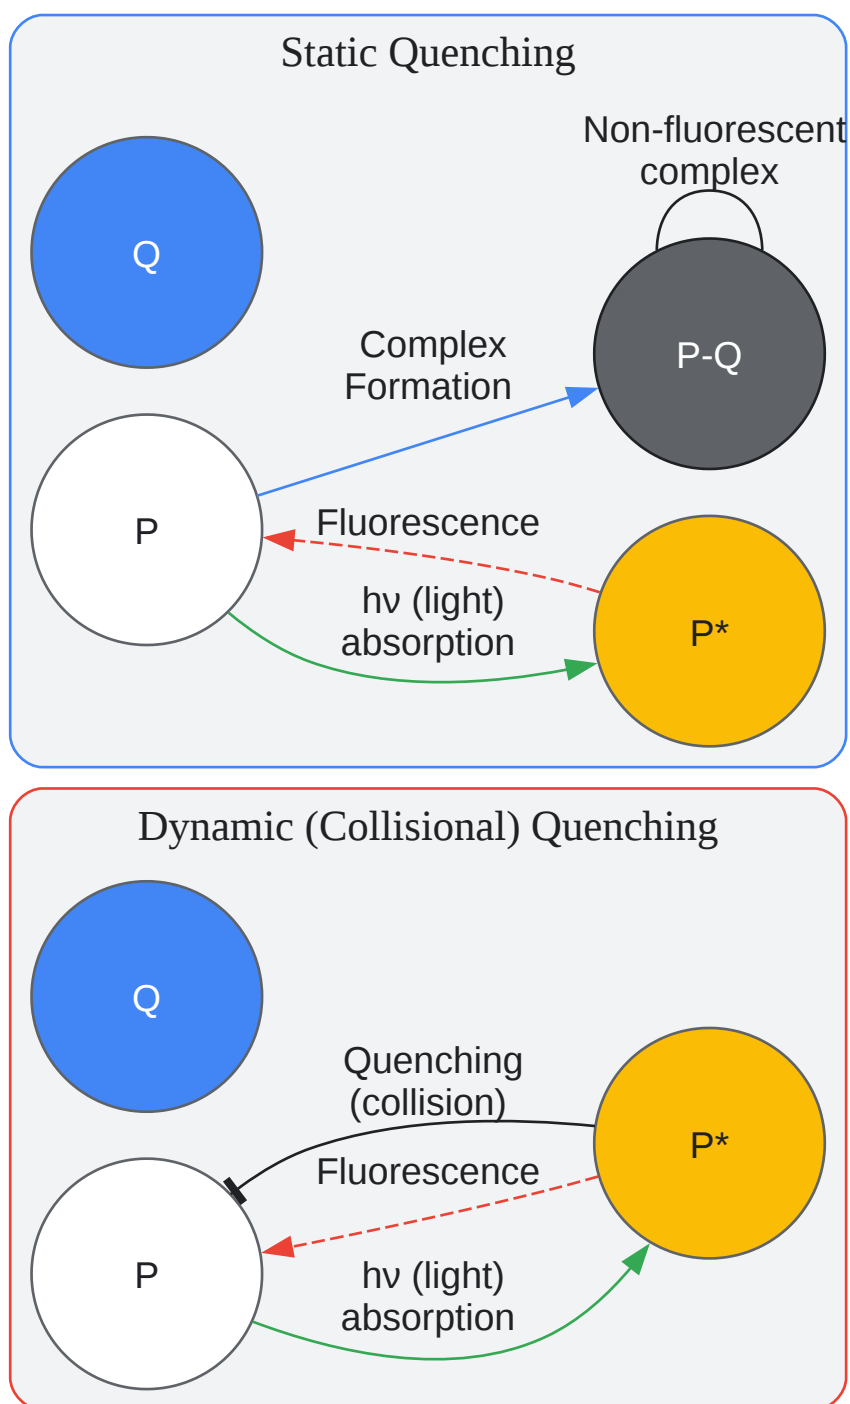 Static Quenching
Non-fluorescent
complex
Q
P-Q
Complex
Formation
P
Fluorescence
hν (light)
absorption
P*
Dynamic (Collisional) Quenching
Q
Quenching
(collision)
P*
Fluorescence
P
hν (light)
absorption